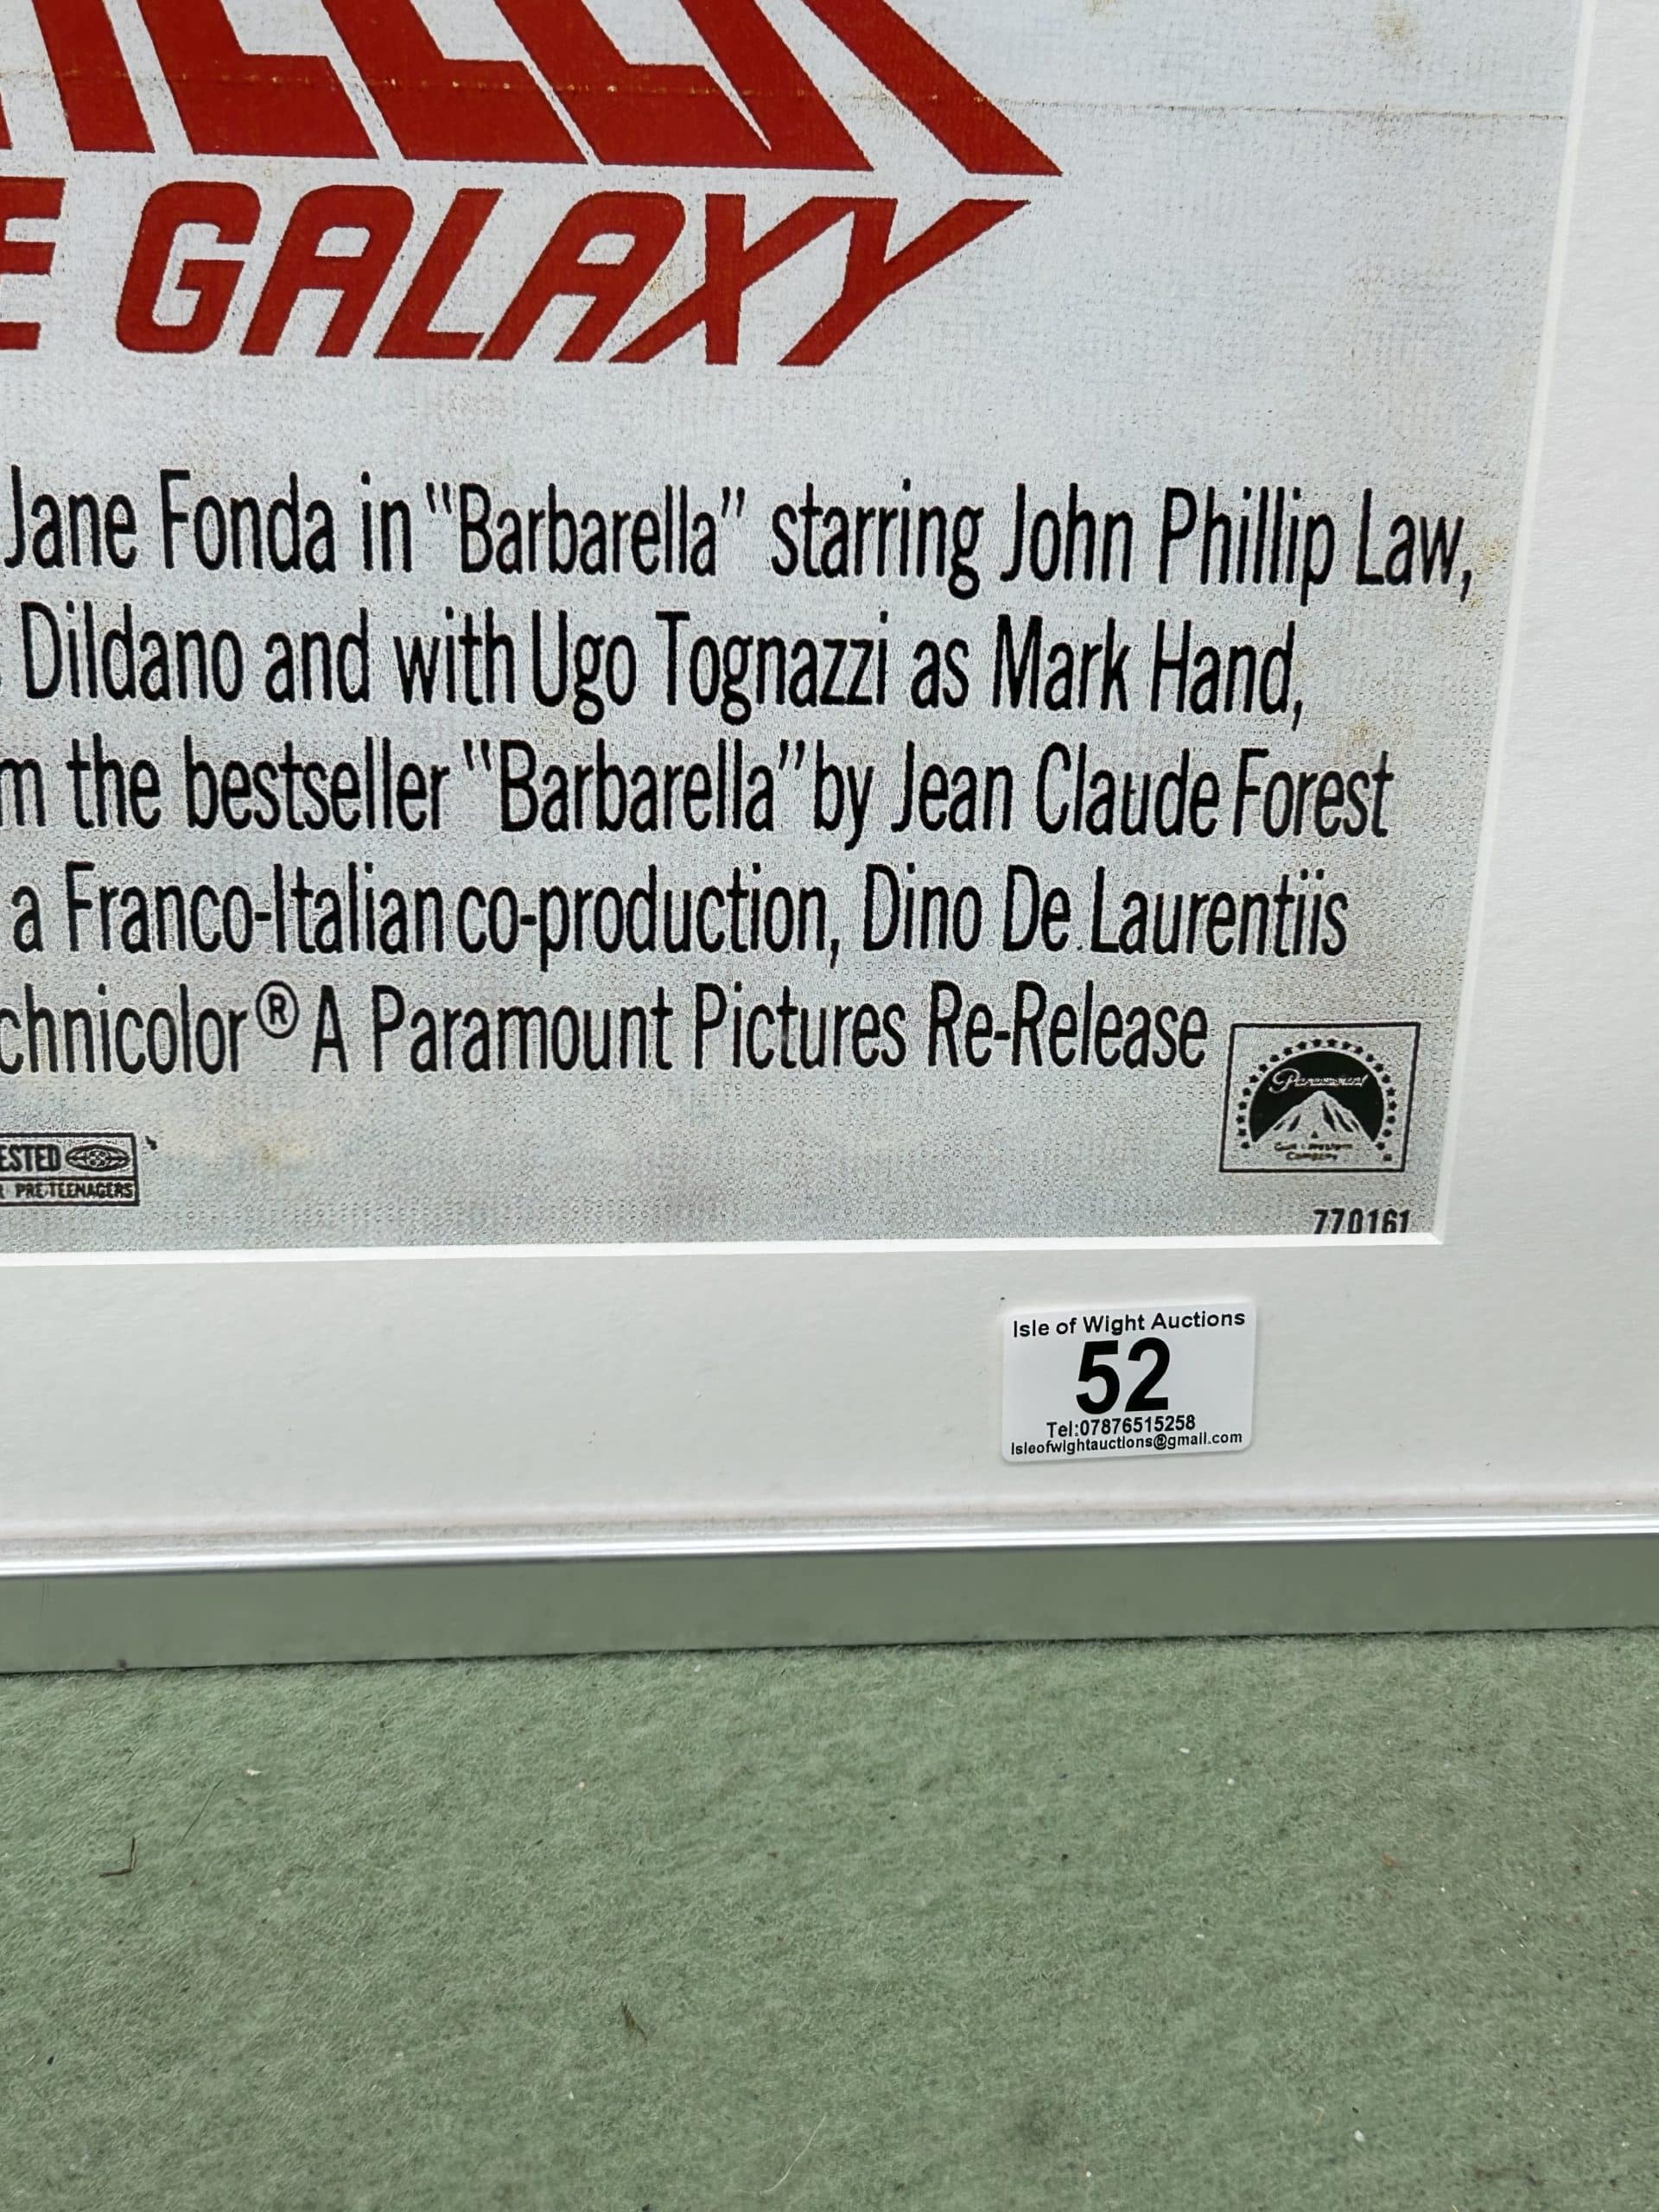 GALAXY
Jane Fonda in "Barbarella" starring John Phillip Law,
Dildano and with Ugo Tognazzi as Mark Hand,
m the bestseller "Barbarella" by Jean Claude Forest
a Franco-Italian co-production, Dino De Laurentiis
chnicolor® A Paramount Pictures Re-Release
Paramount
ESTED
PRE-TEENAGERS
770161
Isle of Wight Auctions
52
Tel:07876515258
Isleofwightauctions@gmail.com